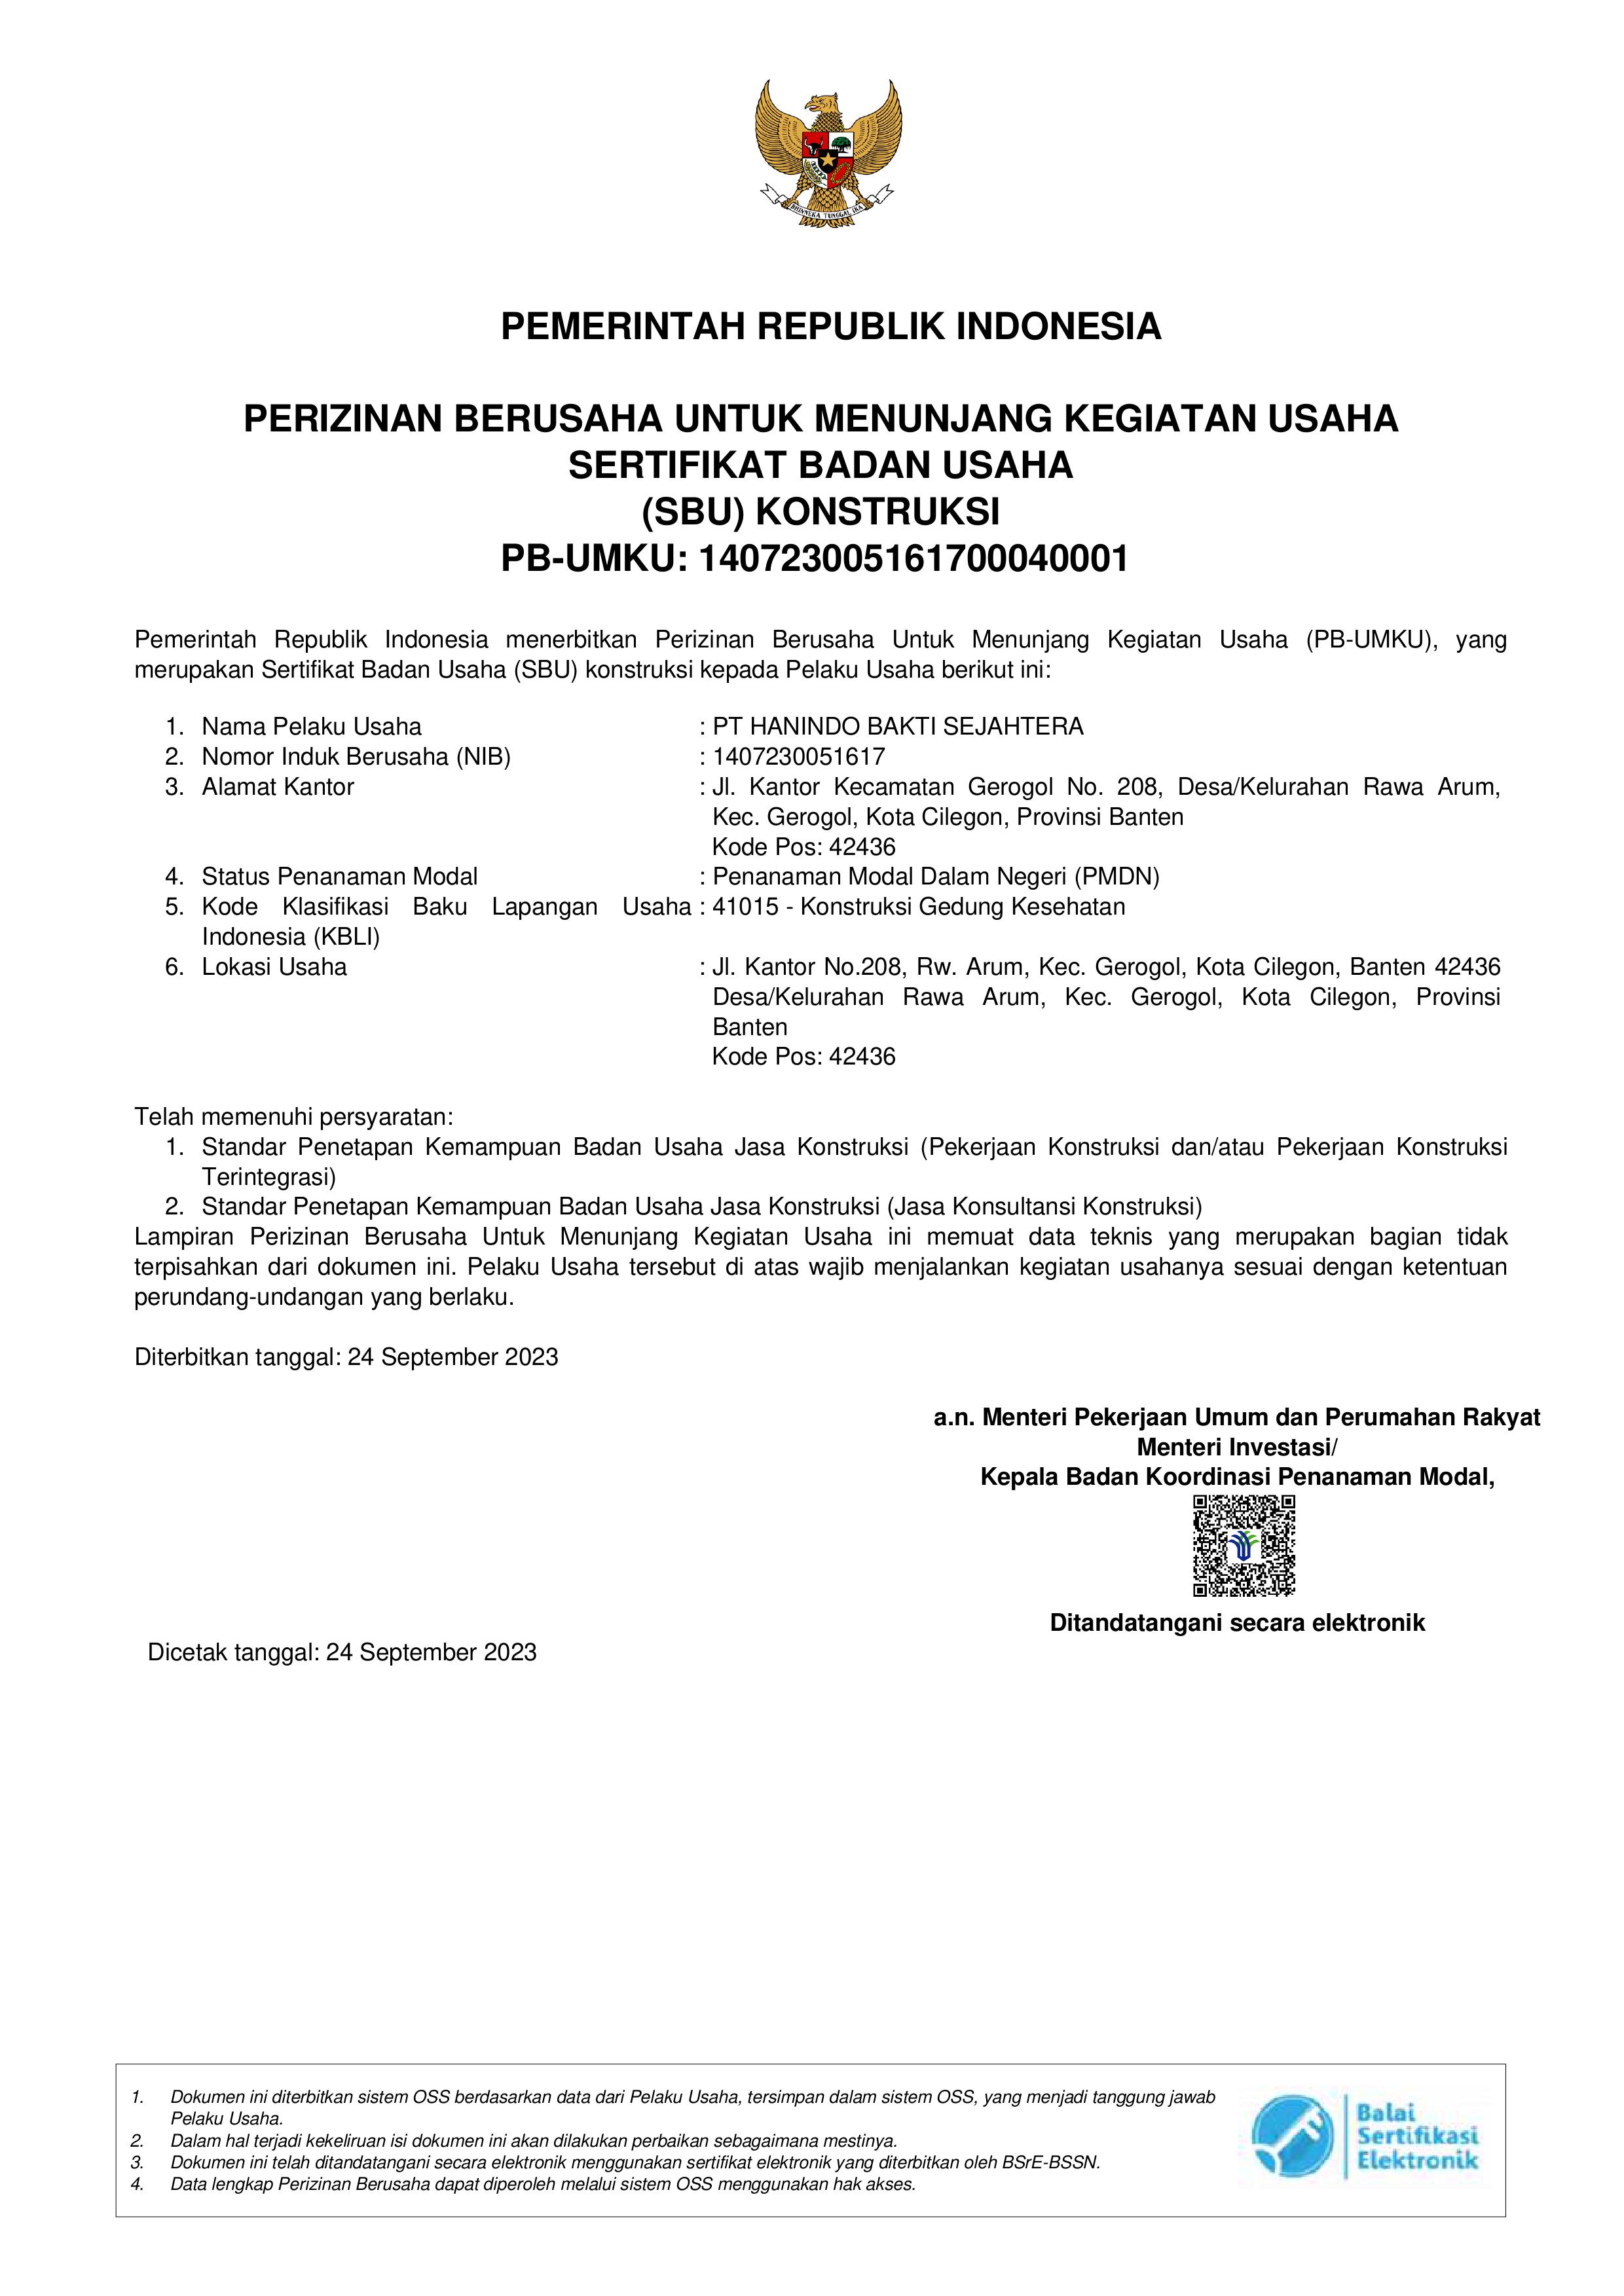 BHINNEKA TUNGGAL IKA
PEMERINTAH REPUBLIK INDONESIA
PERIZINAN BERUSAHA UNTUK MENUNJANG KEGIATAN USAHA
SERTIFIKAT BADAN USAHA
(SBU) KONSTRUKSI
PB-UMKU: 140723005161700040001
Pemerintah Republik Indonesia menerbitkan Perizinan Berusaha Untuk Menunjang Kegiatan Usaha (PB-UMKU), yang
merupakan Sertifikat Badan Usaha (SBU) konstruksi kepada Pelaku Usaha berikut ini:
1. Nama Pelaku Usaha : PT HANINDO BAKTI SEJAHTERA
2. Nomor Induk Berusaha (NIB) : 1407230051617
3. Alamat Kantor : Jl. Kantor Kecamatan Gerogol No. 208, Desa/Kelurahan Rawa Arum,
Kec. Gerogol, Kota Cilegon, Provinsi Banten
Kode Pos: 42436
4. Status Penanaman Modal : Penanaman Modal Dalam Negeri (PMDN)
5. Kode Klasifikasi Baku Lapangan Usaha : 41015 - Konstruksi Gedung Kesehatan
Indonesia (KBLI)
6. Lokasi Usaha : Jl. Kantor No.208, Rw. Arum, Kec. Gerogol, Kota Cilegon, Banten 42436
Desa/Kelurahan Rawa Arum, Kec. Gerogol, Kota Cilegon, Provinsi
Banten
Kode Pos: 42436
Telah memenuhi persyaratan:
1. Standar Penetapan Kemampuan Badan Usaha Jasa Konstruksi (Pekerjaan Konstruksi dan/atau Pekerjaan Konstruksi
Terintegrasi)
2. Standar Penetapan Kemampuan Badan Usaha Jasa Konstruksi (Jasa Konsultansi Konstruksi)
Lampiran Perizinan Berusaha Untuk Menunjang Kegiatan Usaha ini memuat data teknis yang merupakan bagian tidak
terpisahkan dari dokumen ini. Pelaku Usaha tersebut di atas wajib menjalankan kegiatan usahanya sesuai dengan ketentuan
perundang-undangan yang berlaku.
Diterbitkan tanggal: 24 September 2023
a.n. Menteri Pekerjaan Umum dan Perumahan Rakyat
Menteri Investasi/
Kepala Badan Koordinasi Penanaman Modal,
Ditandatangani secara elektronik
Dicetak tanggal: 24 September 2023
1. Dokumen ini diterbitkan sistem OSS berdasarkan data dari Pelaku Usaha, tersimpan dalam sistem OSS, yang menjadi tanggung jawab
Pelaku Usaha.
2. Dalam hal terjadi kekeliruan isi dokumen ini akan dilakukan perbaikan sebagaimana mestinya.
3. Dokumen ini telah ditandatangani secara elektronik menggunakan sertifikat elektronik yang diterbitkan oleh BSrE-BSSN.
4. Data lengkap Perizinan Berusaha dapat diperoleh melalui sistem OSS menggunakan hak akses.
Balai
Sertifikasi
Elektronik